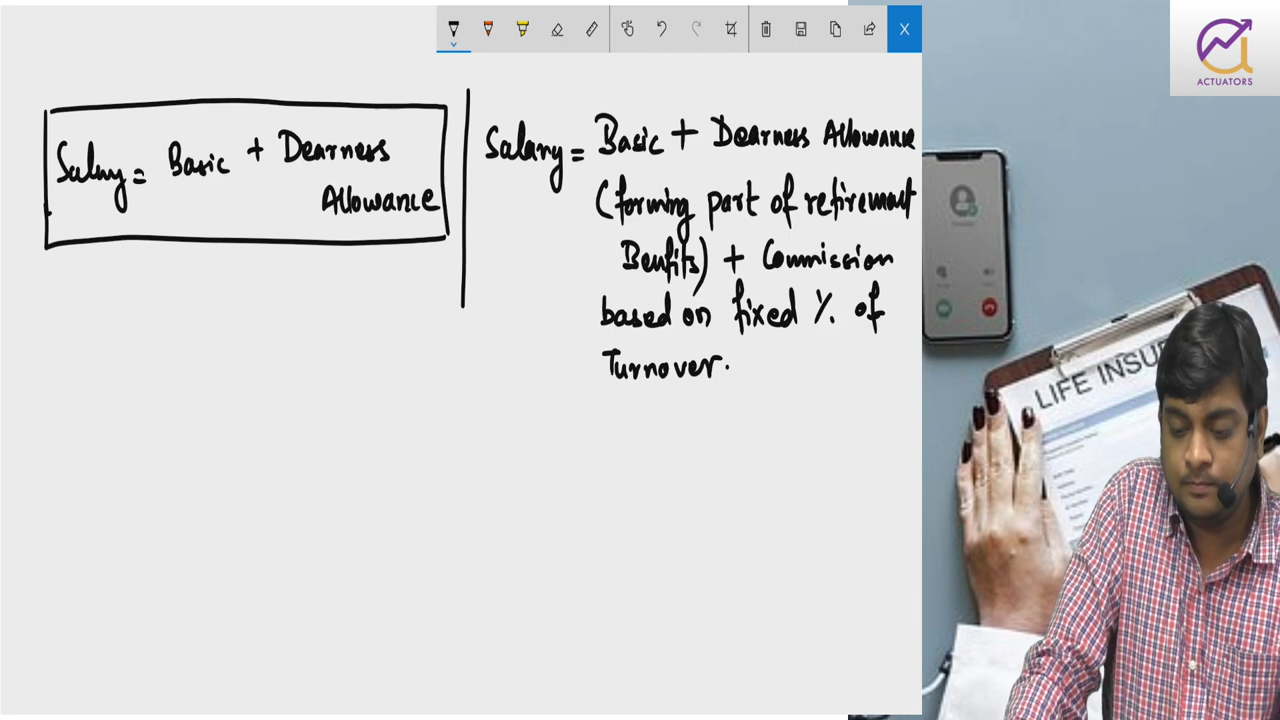 ACTUATORS
Salary = Basic + Dearness
Allowance
Salary = Basic + Dearness Allowance
(forming part of retirement
Benfits) + Commission
based on fixed % of
Turnover.
LIFE INSU
X